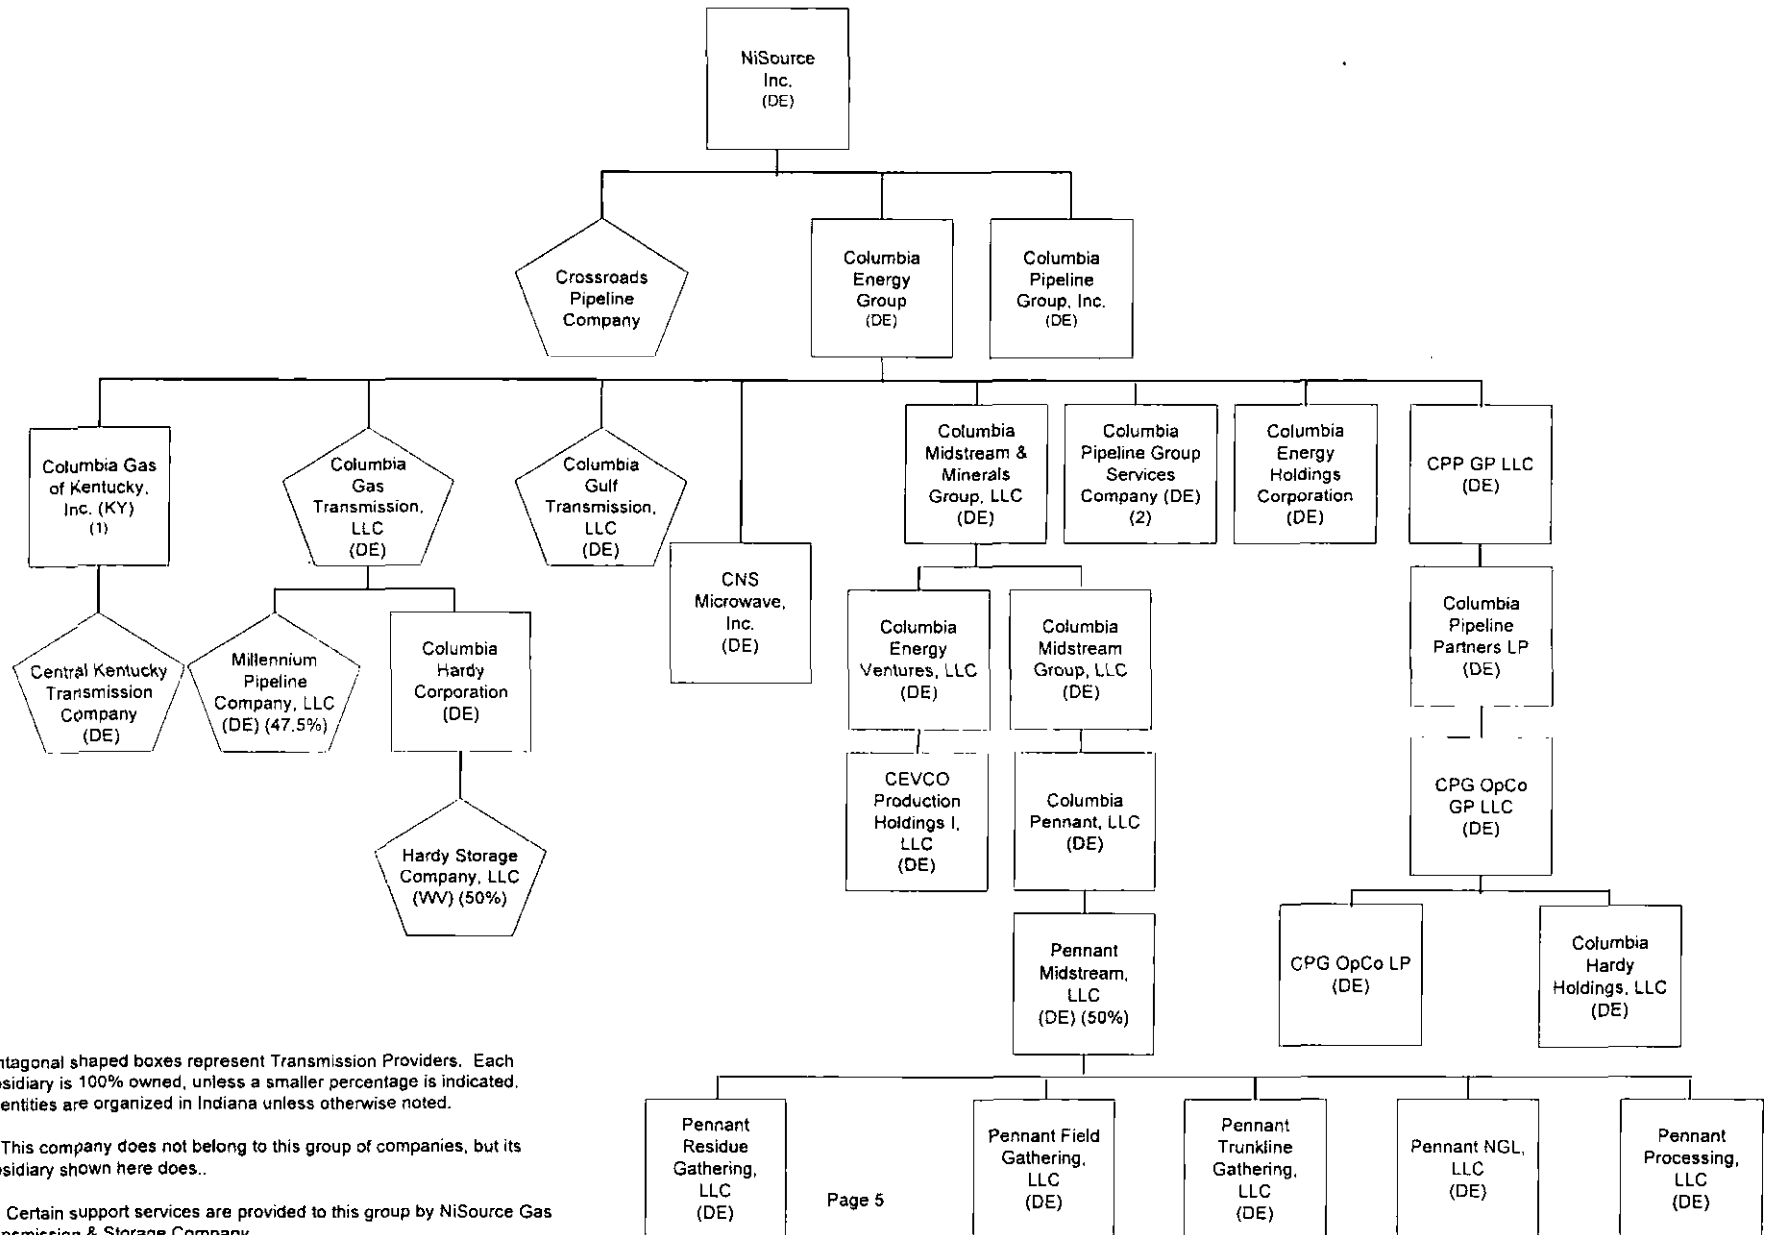 NiSource
Inc.
(DE)
Crossroads
Pipeline
Company
Columbia
Energy
Group
(DE)
Columbia
Pipeline
Group, Inc.
(DE)
Columbia Gas
of Kentucky,
Inc. (KY)
(1)
Columbia
Gas
Transmission,
LLC
(DE)
Columbia
Gulf
Transmission,
LLC
(DE)
CNS
Microwave,
Inc.
(DE)
Columbia
Midstream &
Minerals
Group, LLC
(DE)
Columbia
Pipeline Group
Services
Company (DE)
(2)
Columbia
Energy
Holdings
Corporation
(DE)
CPP GP LLC
(DE)
Central Kentucky
Transmission
Company
(DE)
Millennium
Pipeline
Company, LLC
(DE) (47.5%)
Columbia
Hardy
Corporation
(DE)
Columbia
Energy
Ventures, LLC
(DE)
Columbia
Midstream
Group, LLC
(DE)
Columbia
Pipeline
Partners LP
(DE)
Hardy Storage
Company, LLC
(WV) (50%)
CEVCO
Production
Holdings I,
LLC
(DE)
Columbia
Pennant, LLC
(DE)
CPG OpCo
GP LLC
(DE)
Pennant
Midstream,
LLC
(DE) (50%)
CPG OpCo LP
(DE)
Columbia
Hardy
Holdings, LLC
(DE)
Pennant
Residue
Gathering,
LLC
(DE)
Pennant Field
Gathering,
LLC
(DE)
Pennant
Trunkline
Gathering,
LLC
(DE)
Pennant NGL,
LLC
(DE)
Pennant
Processing,
LLC
(DE)
ntagonal shaped boxes represent Transmission Providers. Each
sidiary is 100% owned, unless a smaller percentage is indicated.
entities are organized in Indiana unless otherwise noted.
This company does not belong to this group of companies, but its
sidiary shown here does..
Certain support services are provided to this group by NiSource Gas
nsmission & Storage Company
Page 5